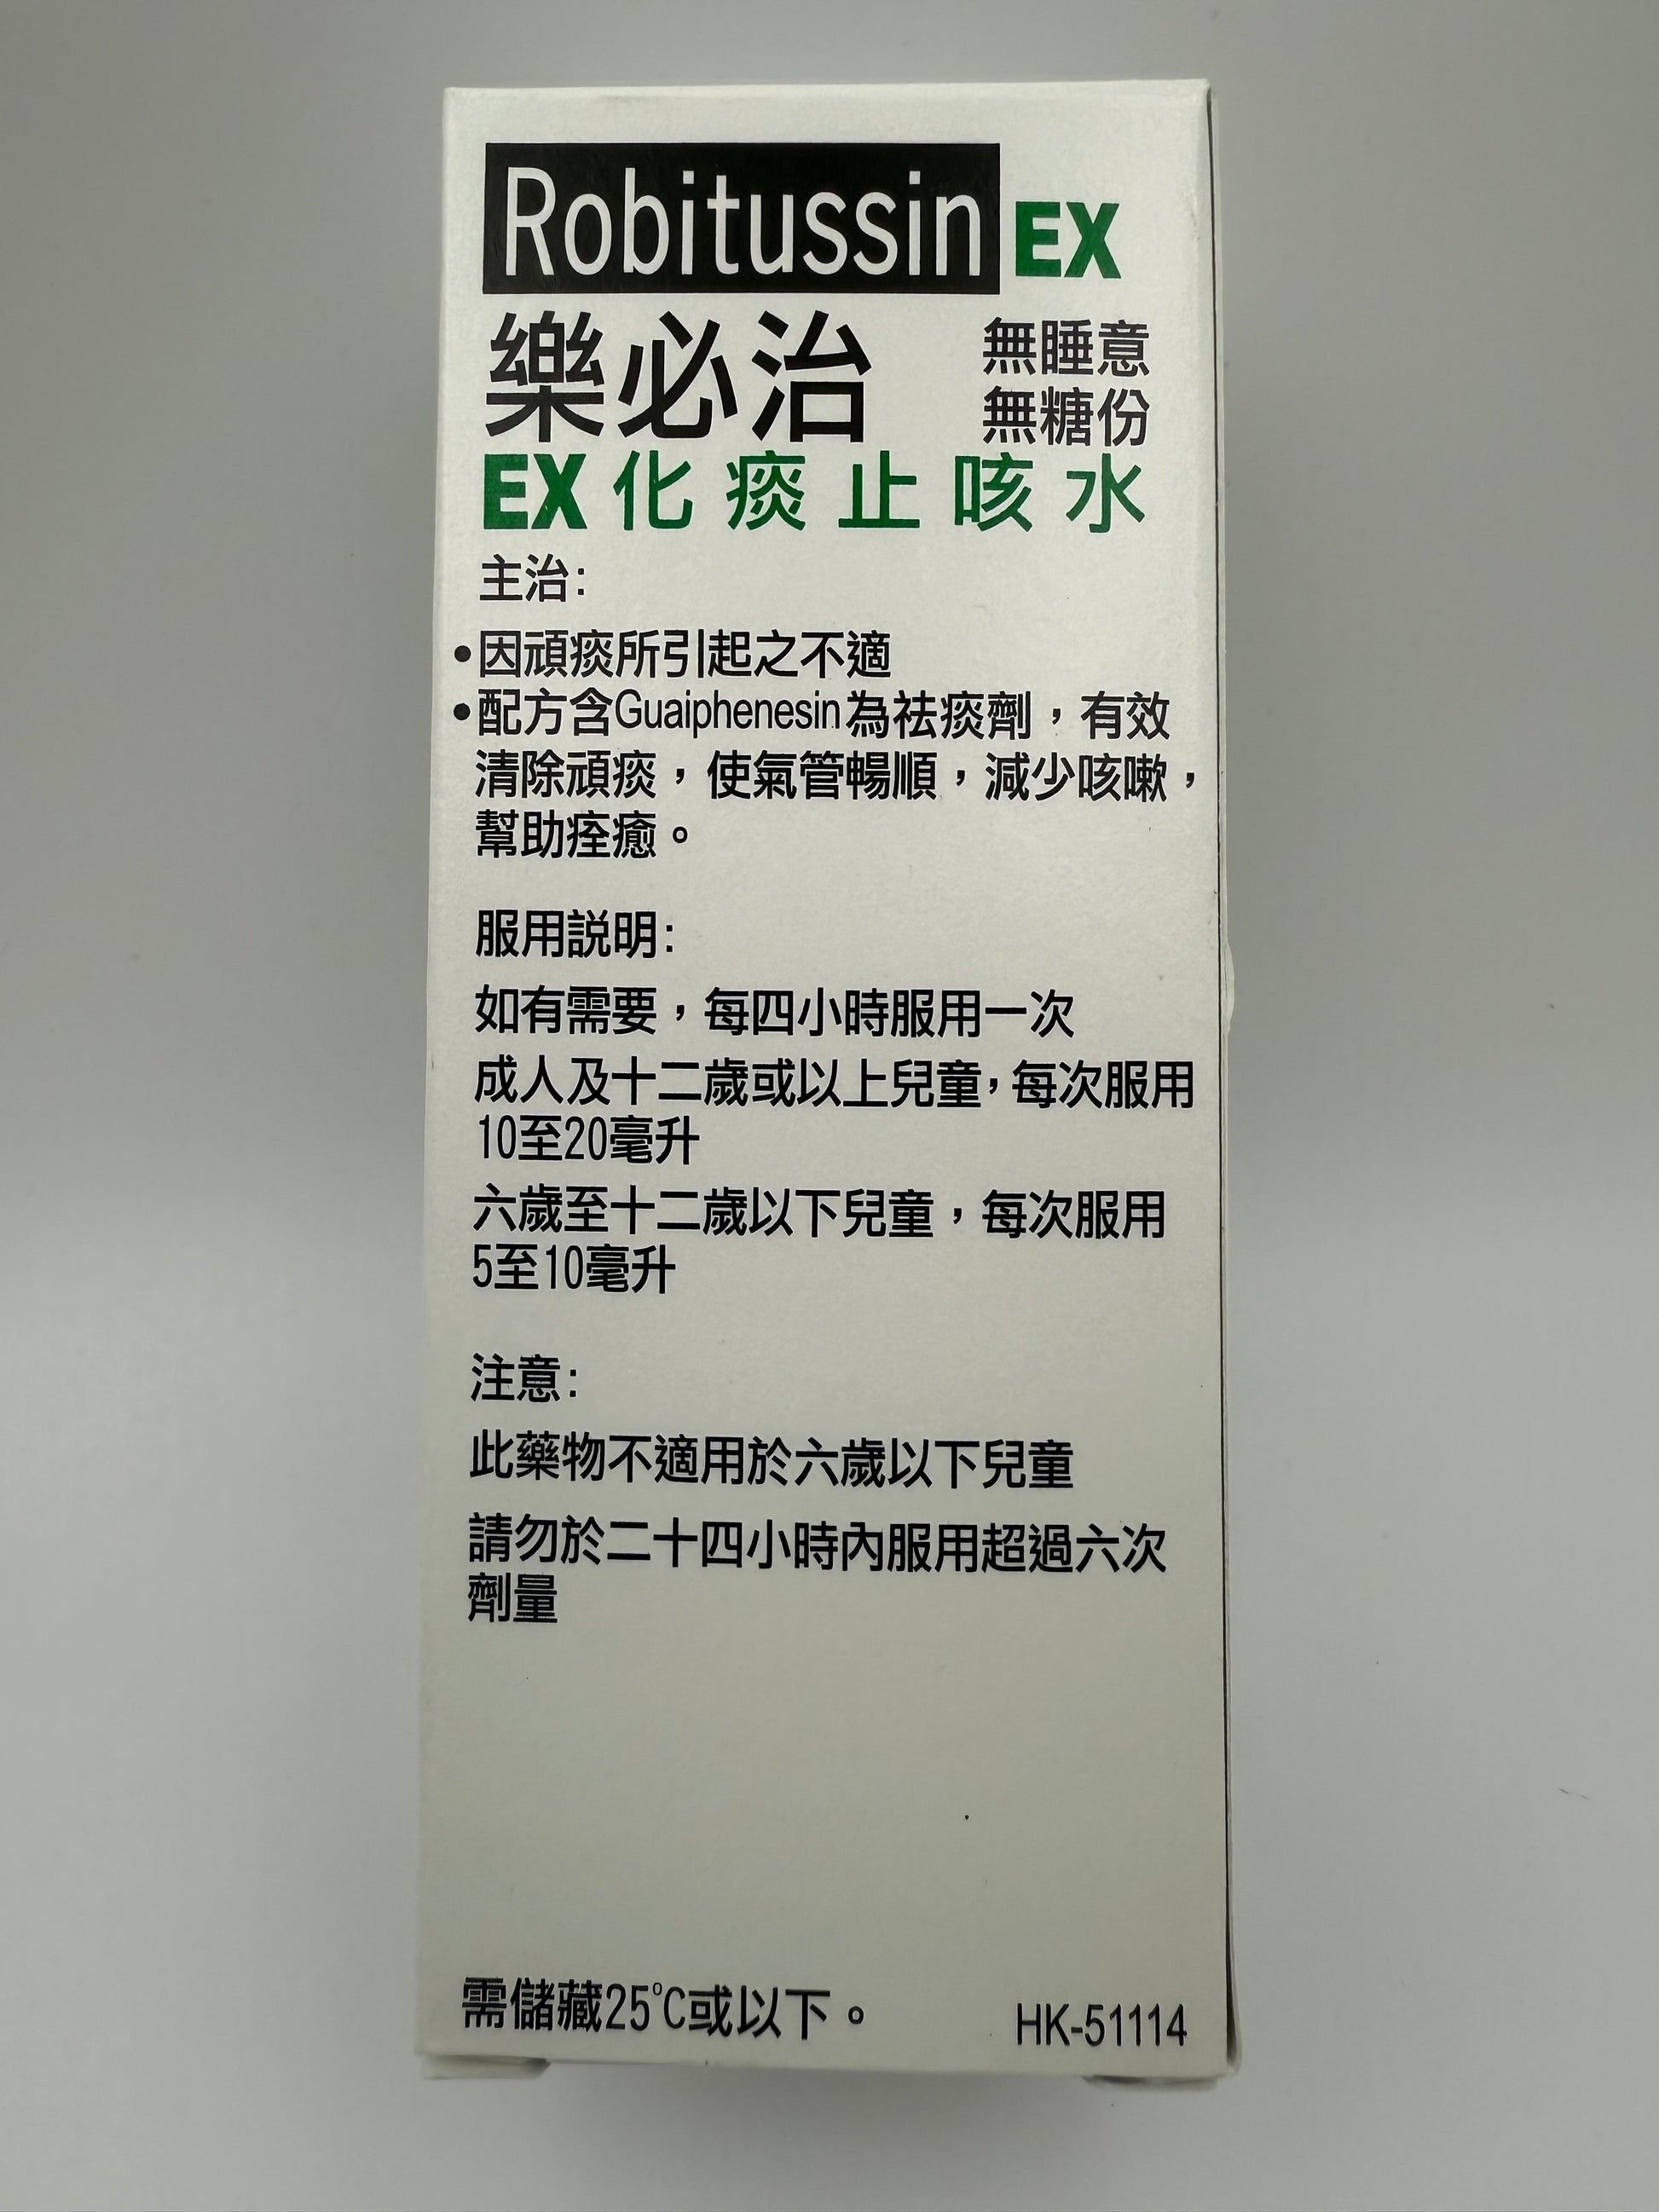 Robitussin EX
樂必治
無睡意
無糖份
EX化痰止咳水
主治:
•因頑痰所引起之不適
•配方含Guaiphenesin為祛痰劑，有效
清除頑痰，使氣管暢順，減少咳嗽，
幫助痊癒。
服用説明:
如有需要，每四小時服用一次
成人及十二歲或以上兒童，每次服用
10至20毫升
六歲至十二歲以下兒童，每次服用
5至10毫升
注意:
此藥物不適用於六歲以下兒童
請勿於二十四小時內服用超過六次
劑量
需儲藏25°C或以下。
HK-51114